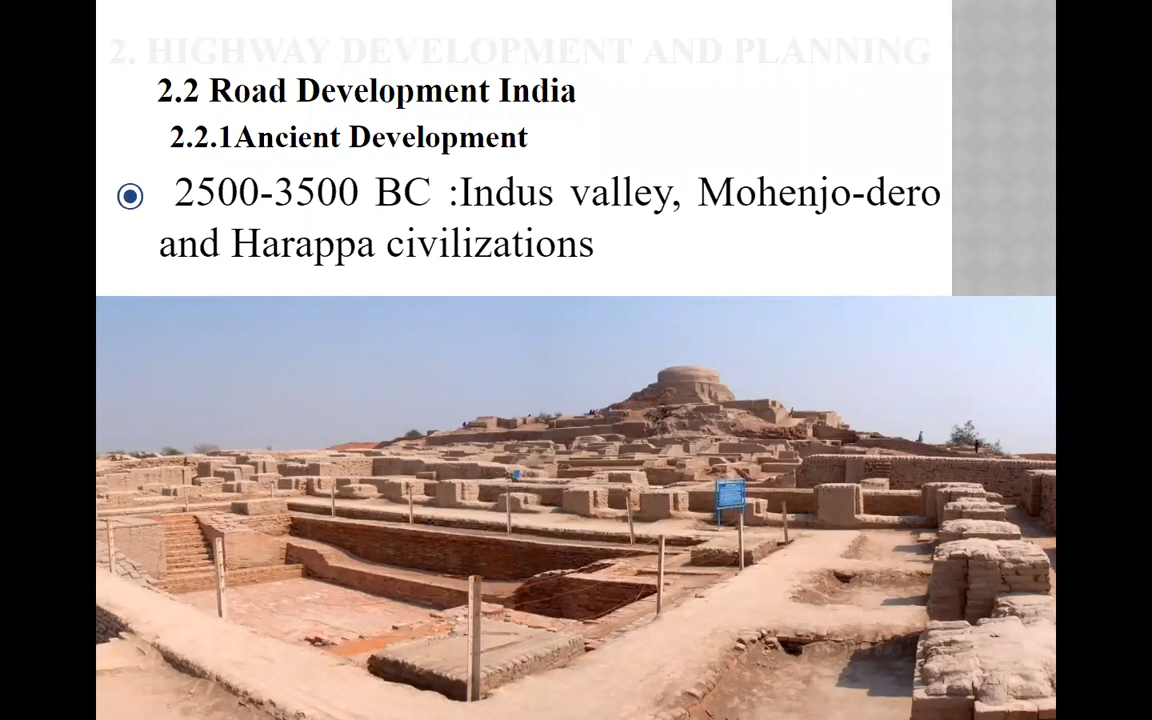 2. HIGHWAY DEVELOPMENT AND PLANNING
2.2 Road Development India
2.2.1Ancient Development
2500-3500 BC :Indus valley, Mohenjo-dero
and Harappa civilizations